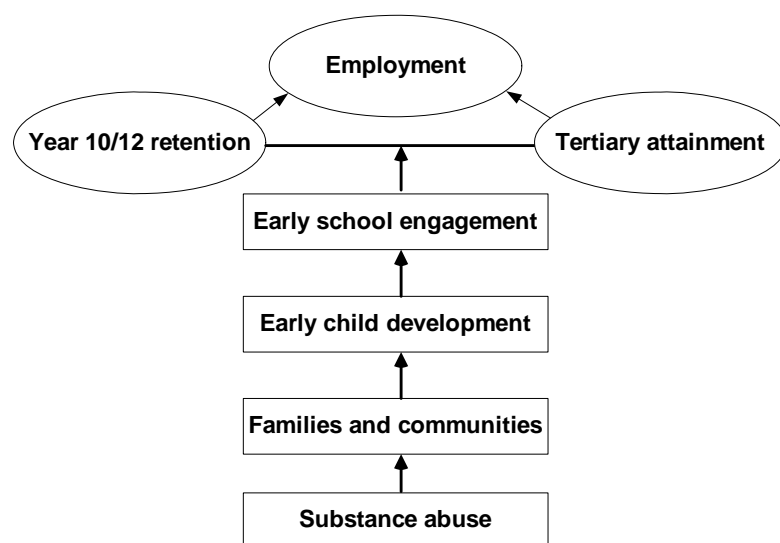 Employment
Year 10/12 retention
Tertiary attainment
Early school engagement
Early child development
Families and communities
Substance abuse